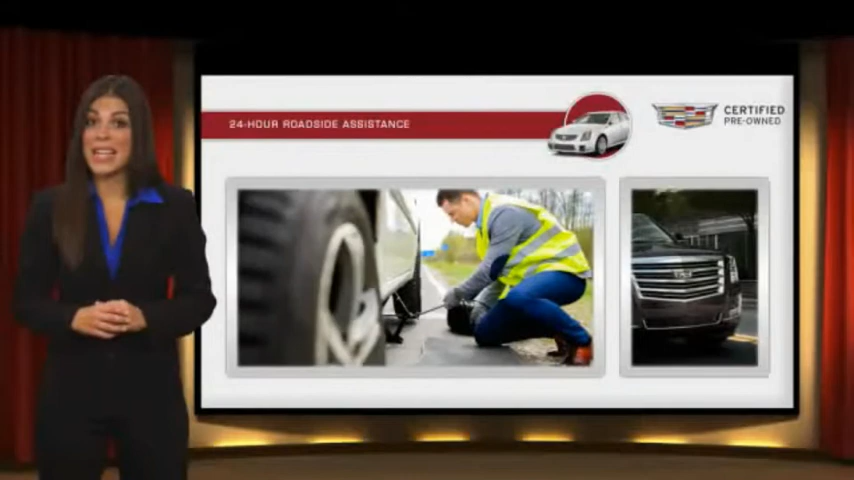 24-HOUR ROADSIDE ASSISTANCE
CERTIFIED
PRE-OWNED